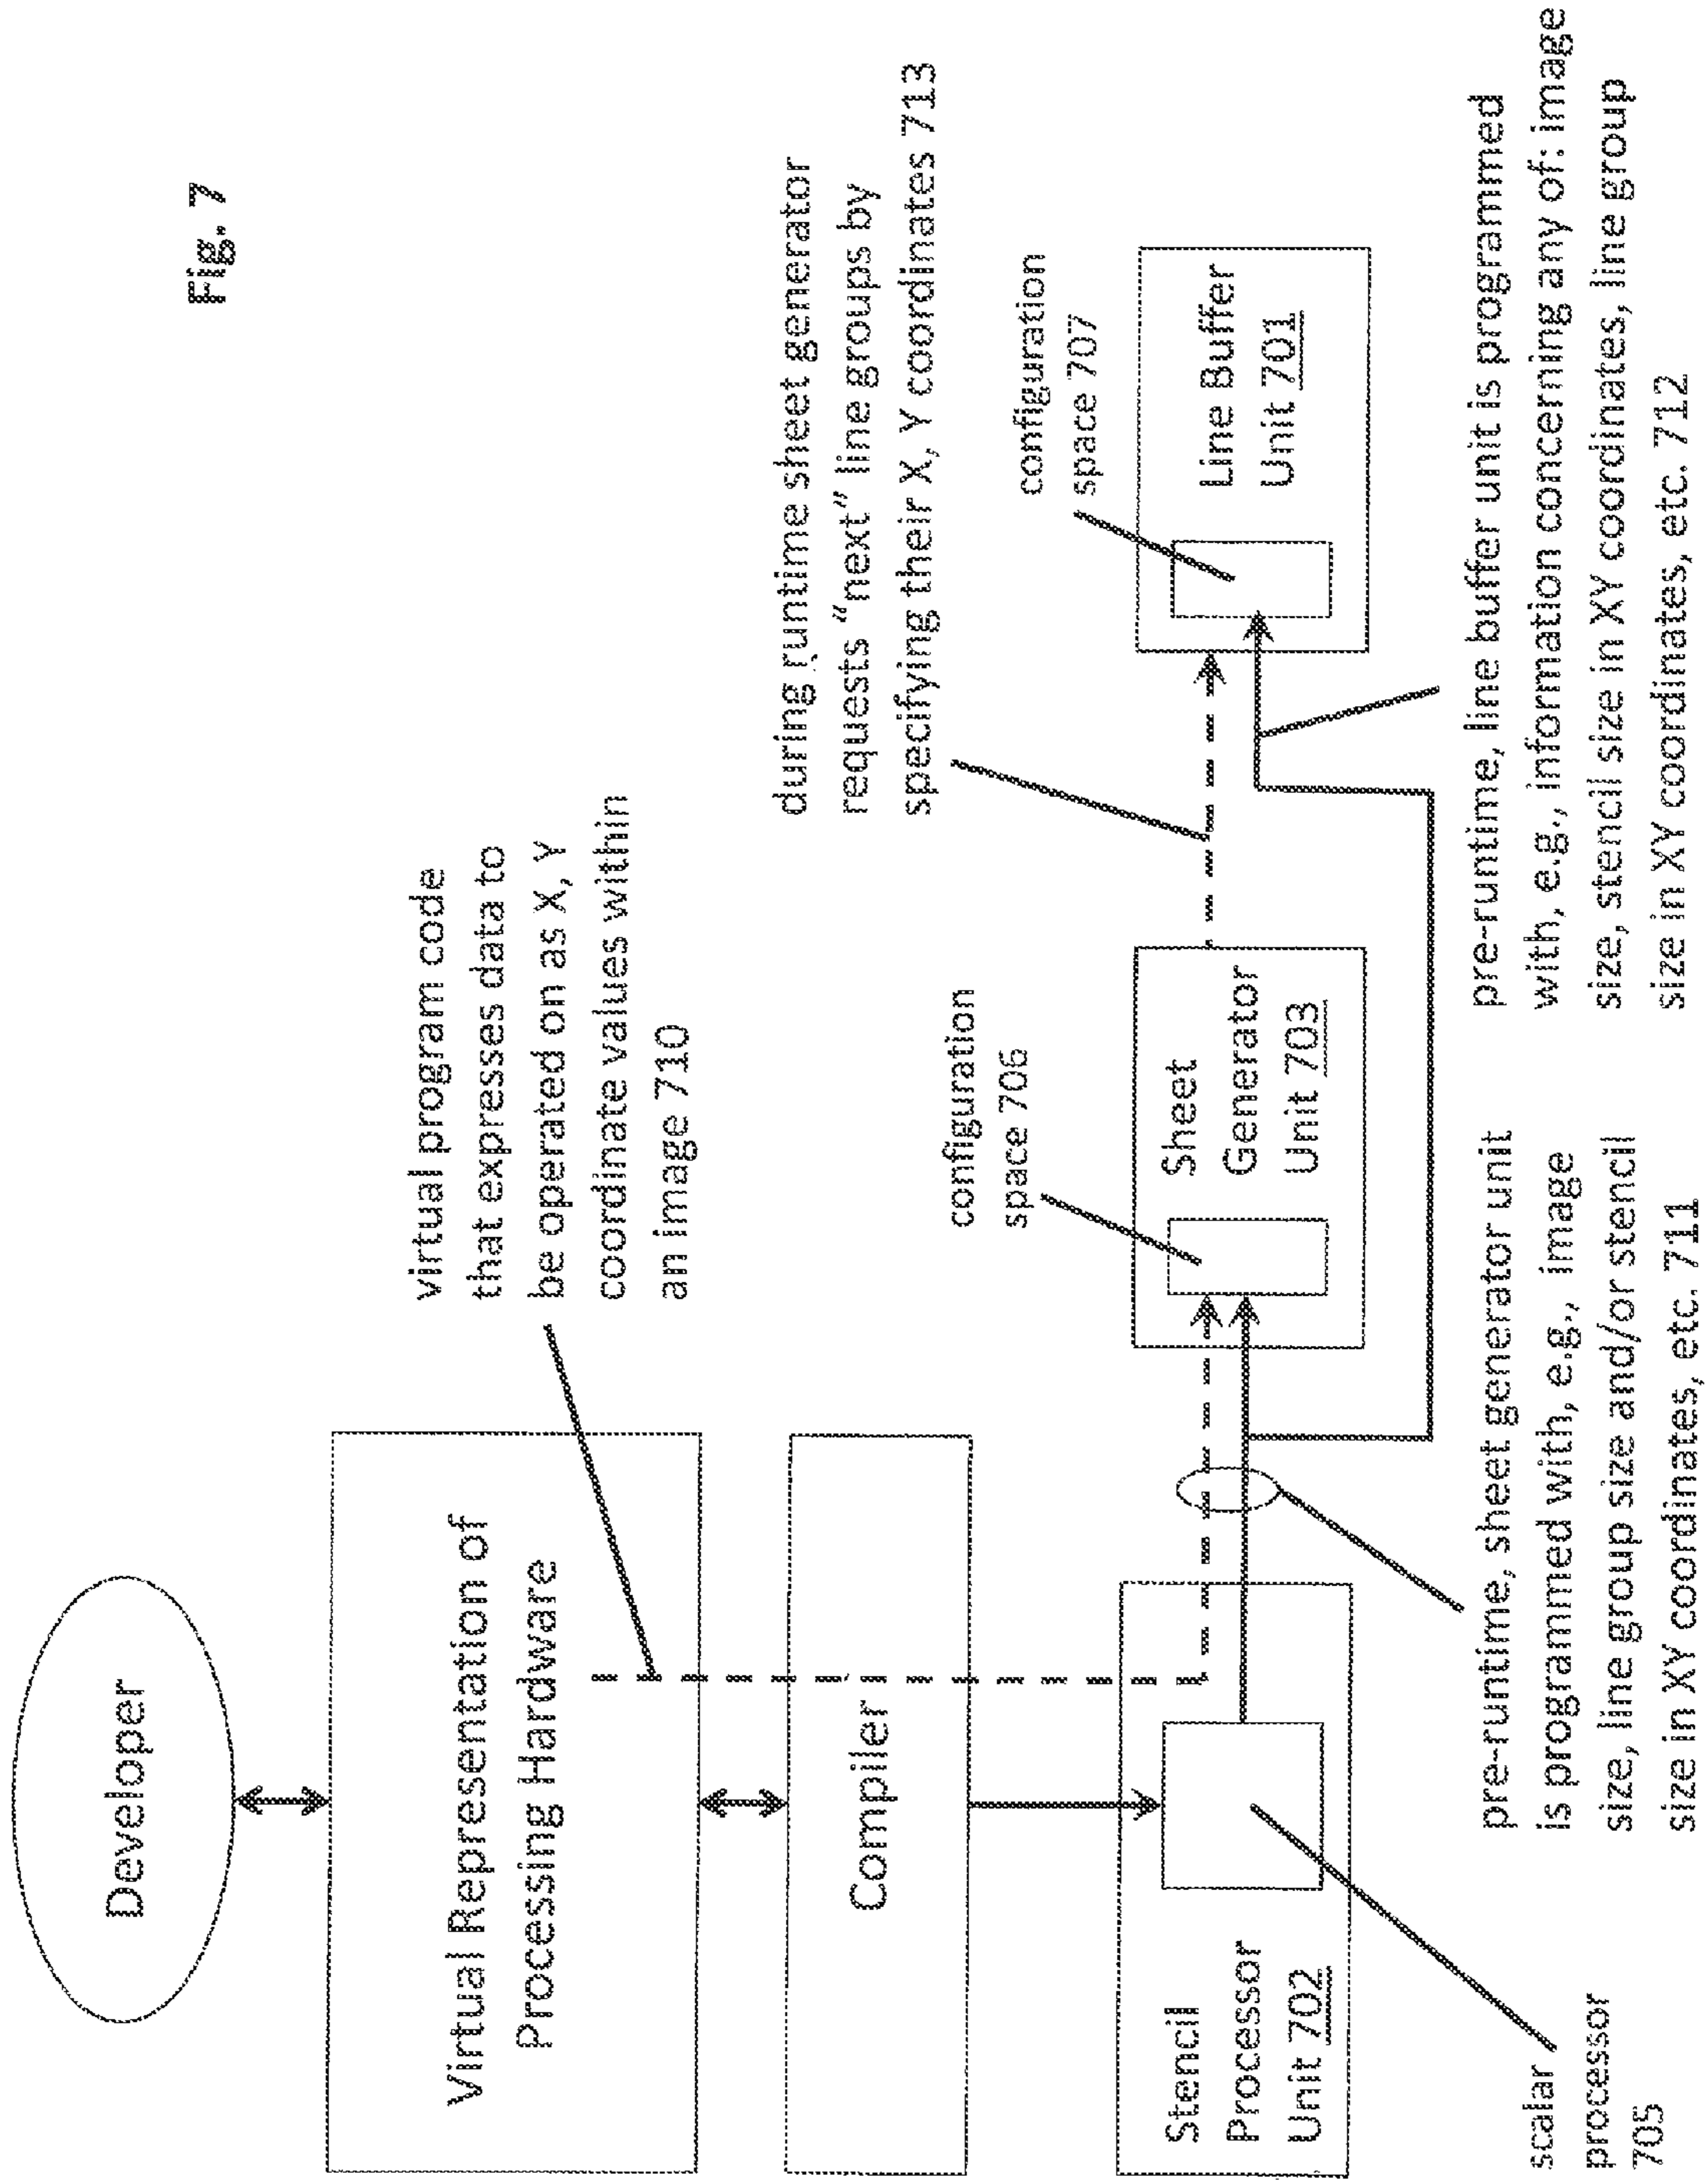 Fig. 7
Developer
Virtual Representation of
Processing Hardware
virtual program code
that expresses data to
be operated on as X, Y
coordinate values within
an image 710
Compiler
during runtime sheet generator
requests "next" line groups by
specifying their X, Y coordinates 713
Stencil
Processor
Unit 702
scalar
processor
705
configuration
space 706
Sheet
Generator
Unit 703
configuration
space 707
Line Buffer
Unit 701
pre-runtime, sheet generator unit
is programmed with, e.g., image
size, line group size and/or stencil
size in XY coordinates, etc. 711
pre-runtime, line buffer unit is programmed
with, e.g., information concerning any of: image
size, stencil size in XY coordinates, line group
size in XY coordinates, etc. 712